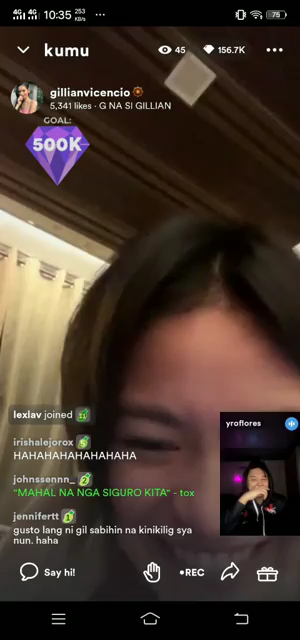 4G 4G 10:35 253 KB/s ... 75
kumu 45 156.7K
gillianvicencio
5,341 likes · G NA SI GILLIAN
GOAL:
500K
lexlav joined
yroflores
irishalejorox
HAHAHAHAHAHAHAHA
johnssennn_
"MAHAL NA NGA SIGURO KITA" - tox
jennifertt
gusto lang ni gil sabihin na kinikilig sya
nun. haha
Say hi!
•REC